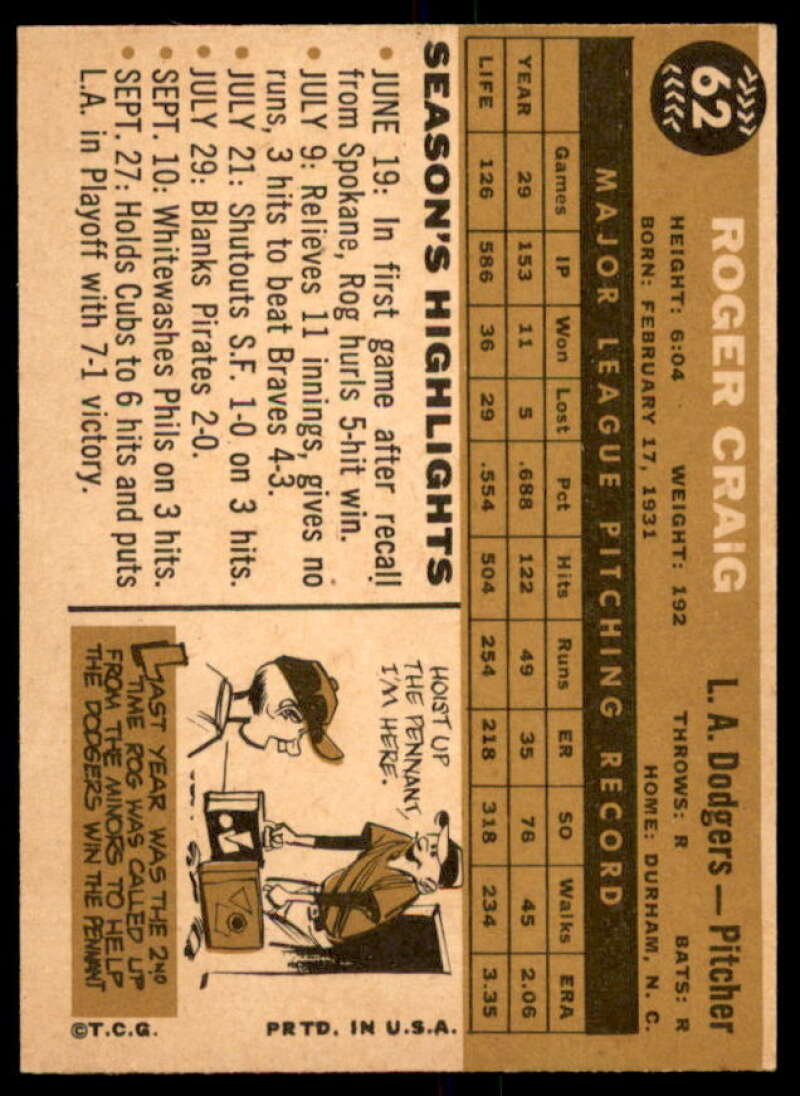 62
ROGER CRAIG
L. A. Dodgers — Pitcher
HEIGHT: 6:04 WEIGHT: 192 THROWS: R BATS: R
BORN: FEBRUARY 17, 1931 HOME: DURHAM, N. C.
MAJOR LEAGUE PITCHING RECORD
Games IP Won Lost Pct Hits Runs ER SO Walks ERA
YEAR 29 153 11 5 .688 122 49 35 76 45 2.06
LIFE 126 586 36 29 .554 504 254 218 318 234 3.35
SEASON'S HIGHLIGHTS
• JUNE 19: In first game after recall
from Spokane, Rog hurls 5-hit win.
• JULY 9: Relieves 11 innings, gives no
runs, 3 hits to beat Braves 4-3.
• JULY 21: Shutouts S.F. 1-0 on 3 hits.
• JULY 29: Blanks Pirates 2-0.
• SEPT. 10: Whitewashes Phils on 3 hits.
• SEPT. 27: Holds Cubs to 6 hits and puts
L.A. in Playoff with 7-1 victory.
HOIST UP
THE PENNANT,
I'M HERE.
LAST YEAR WAS THE 2ND
TIME ROG WAS CALLED UP
FROM THE MINORS TO HELP
THE DODGERS WIN THE PENNANT
©T.C.G. PRTD. IN U.S.A.